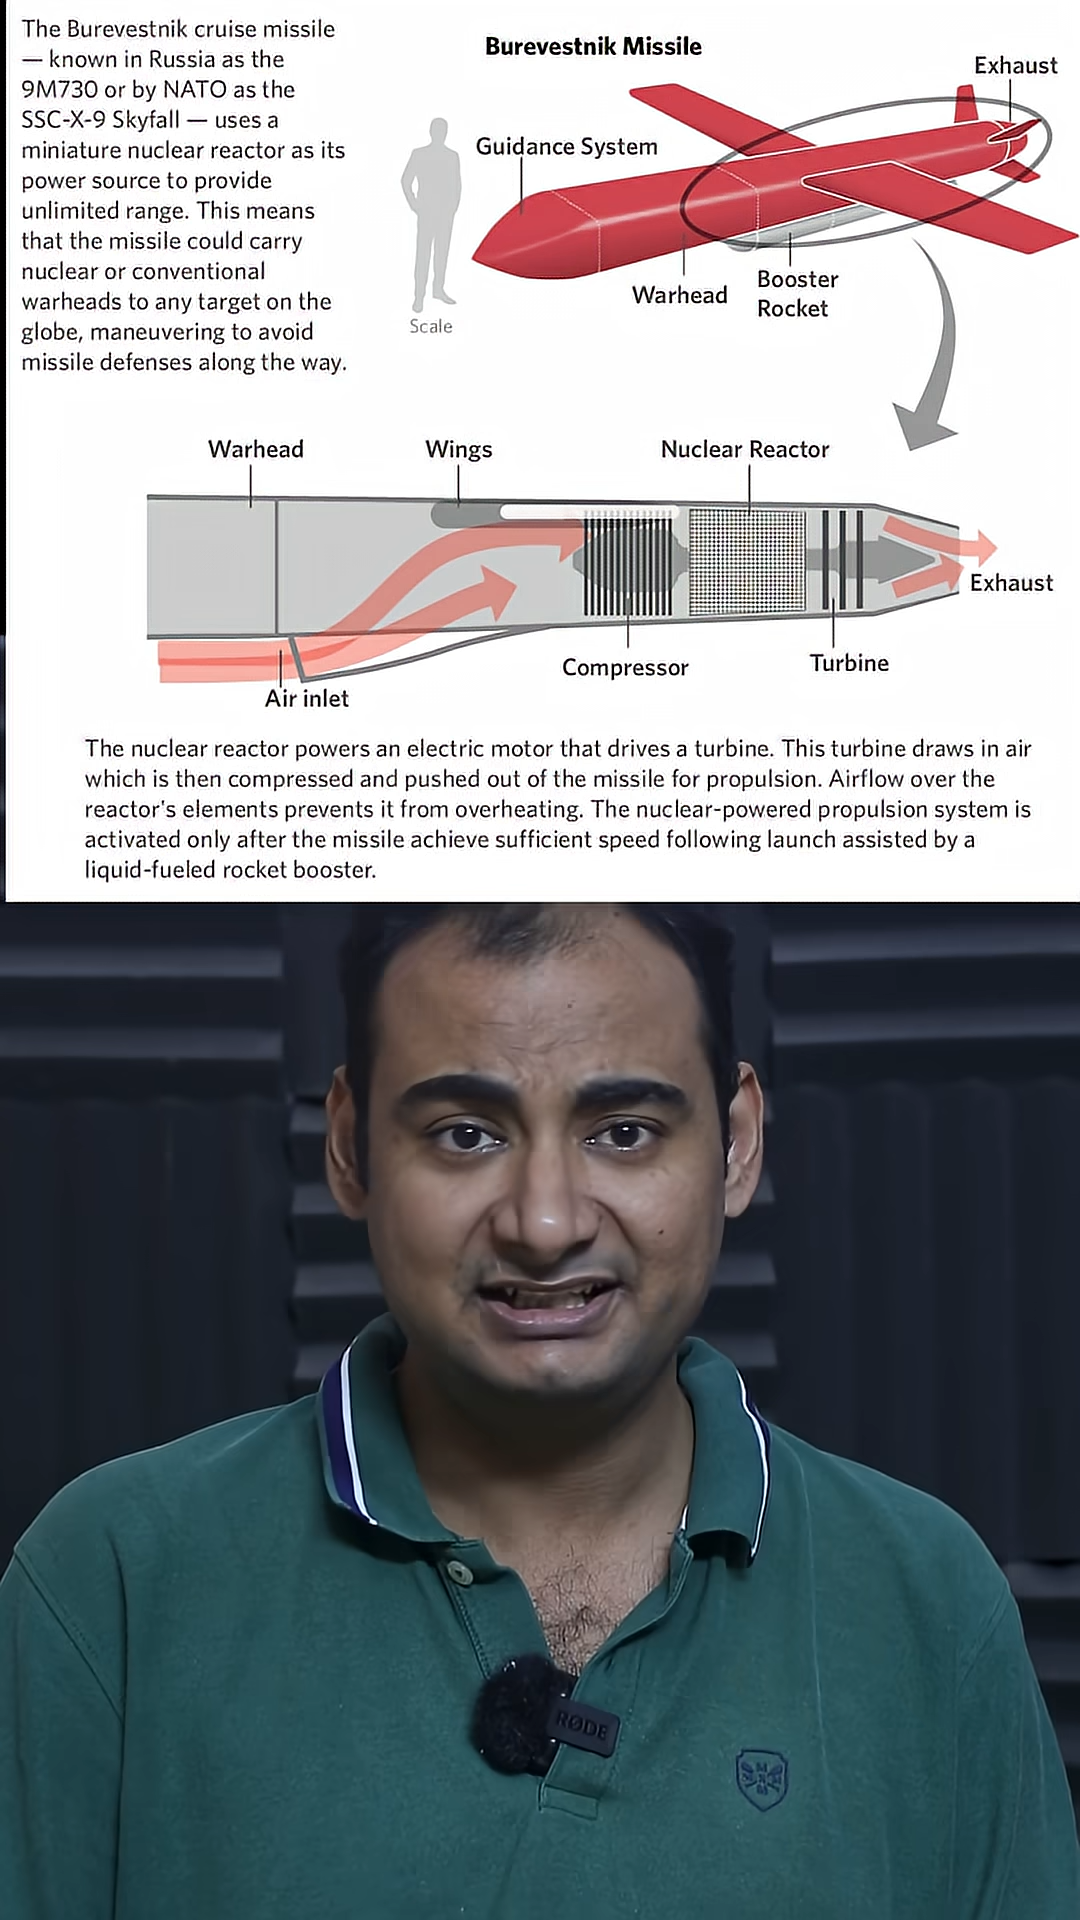 The Burevestnik cruise missile
— known in Russia as the
9M730 or by NATO as the
SSC-X-9 Skyfall — uses a
miniature nuclear reactor as its
power source to provide
unlimited range. This means
that the missile could carry
nuclear or conventional
warheads to any target on the
globe, maneuvering to avoid
missile defenses along the way.
Burevestnik Missile
Exhaust
Guidance System
Warhead
Booster
Rocket
Scale
Warhead
Wings
Nuclear Reactor
Exhaust
Compressor
Turbine
Air inlet
The nuclear reactor powers an electric motor that drives a turbine. This turbine draws in air
which is then compressed and pushed out of the missile for propulsion. Airflow over the
reactor's elements prevents it from overheating. The nuclear-powered propulsion system is
activated only after the missile achieve sufficient speed following launch assisted by a
liquid-fueled rocket booster.
RØDE